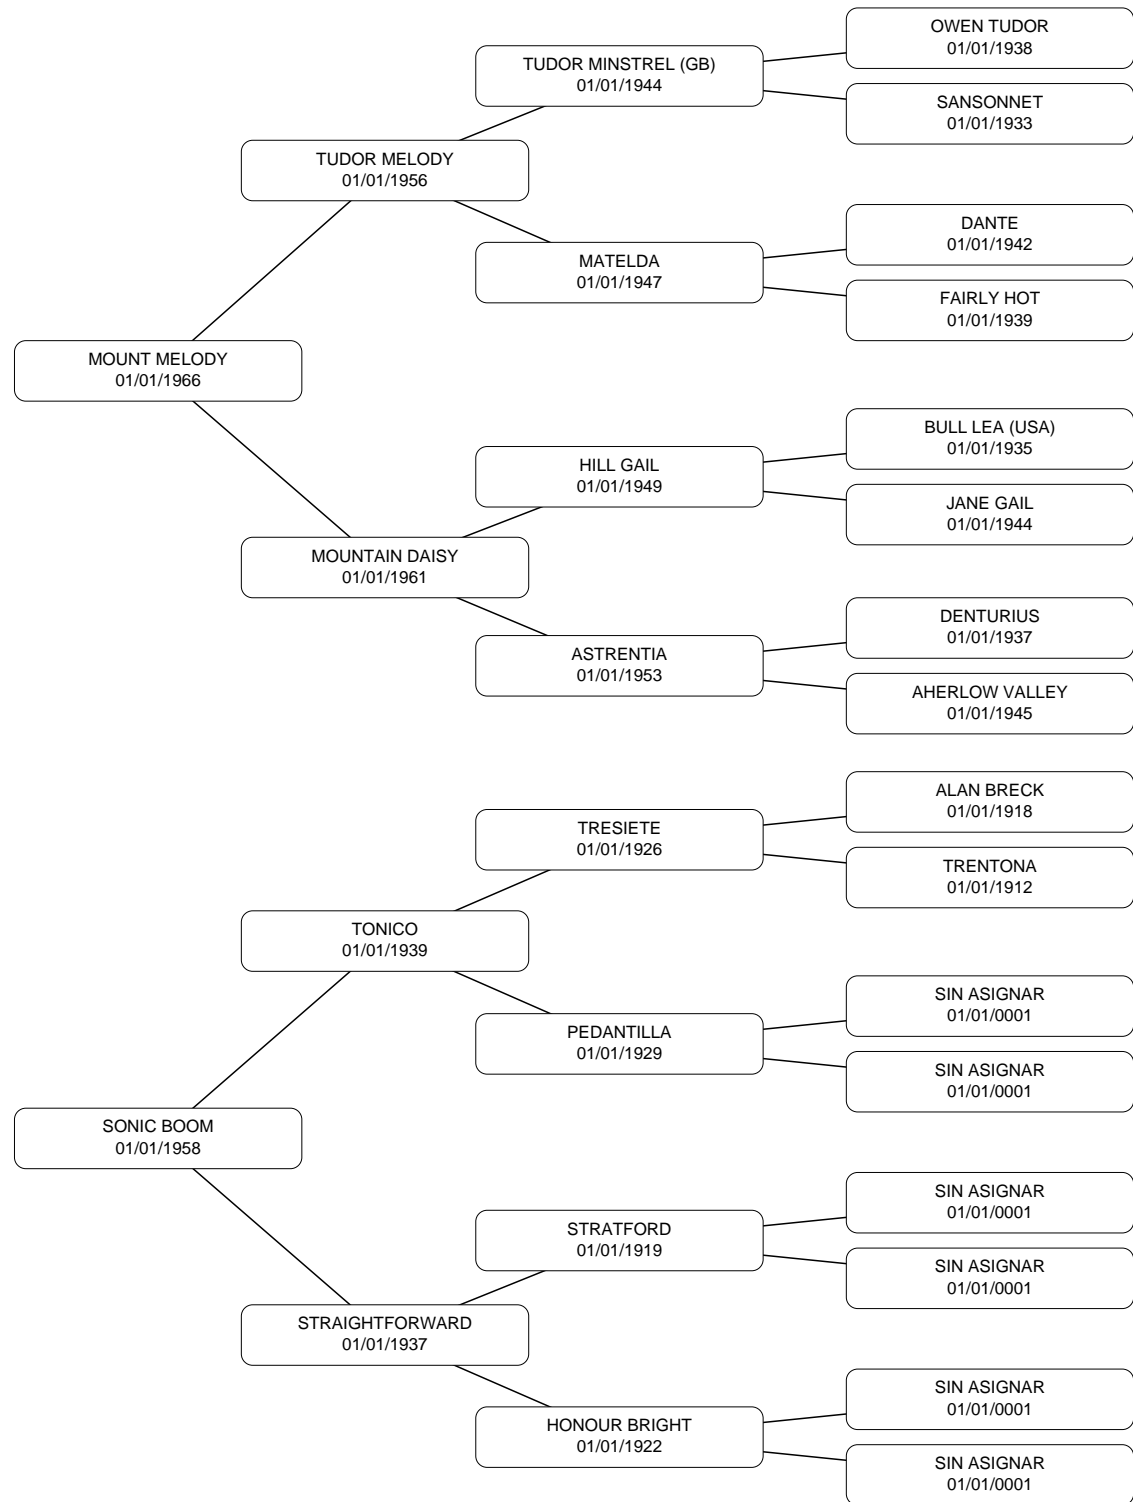 OWEN TUDOR
01/01/1938
TUDOR MINSTREL (GB)
01/01/1944
SANSONNET
01/01/1933
TUDOR MELODY
01/01/1956
DANTE
01/01/1942
MATELDA
01/01/1947
FAIRLY HOT
01/01/1939
MOUNT MELODY
01/01/1966
BULL LEA (USA)
01/01/1935
HILL GAIL
01/01/1949
JANE GAIL
01/01/1944
MOUNTAIN DAISY
01/01/1961
DENTURIUS
01/01/1937
ASTRENTIA
01/01/1953
AHERLOW VALLEY
01/01/1945
ALAN BRECK
01/01/1918
TRESIETE
01/01/1926
TRENTONA
01/01/1912
TONICO
01/01/1939
SIN ASIGNAR
01/01/0001
PEDANTILLA
01/01/1929
SIN ASIGNAR
01/01/0001
SONIC BOOM
01/01/1958
SIN ASIGNAR
01/01/0001
STRATFORD
01/01/1919
SIN ASIGNAR
01/01/0001
STRAIGHTFORWARD
01/01/1937
SIN ASIGNAR
01/01/0001
HONOUR BRIGHT
01/01/1922
SIN ASIGNAR
01/01/0001